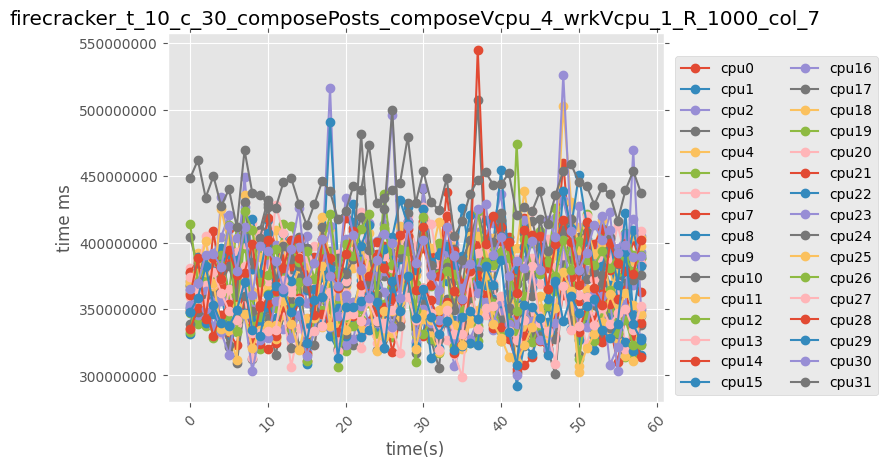 firecracker_t_10_c_30_composePosts_composeVcpu_4_wrkVcpu_1_R_1000_col_7
time ms
550000000
500000000
450000000
400000000
350000000
300000000
0
10
20
30
40
50
60
time(s)
cpu0
cpu1
cpu2
cpu3
cpu4
cpu5
cpu6
cpu7
cpu8
cpu9
cpu10
cpu11
cpu12
cpu13
cpu14
cpu15
cpu16
cpu17
cpu18
cpu19
cpu20
cpu21
cpu22
cpu23
cpu24
cpu25
cpu26
cpu27
cpu28
cpu29
cpu30
cpu31